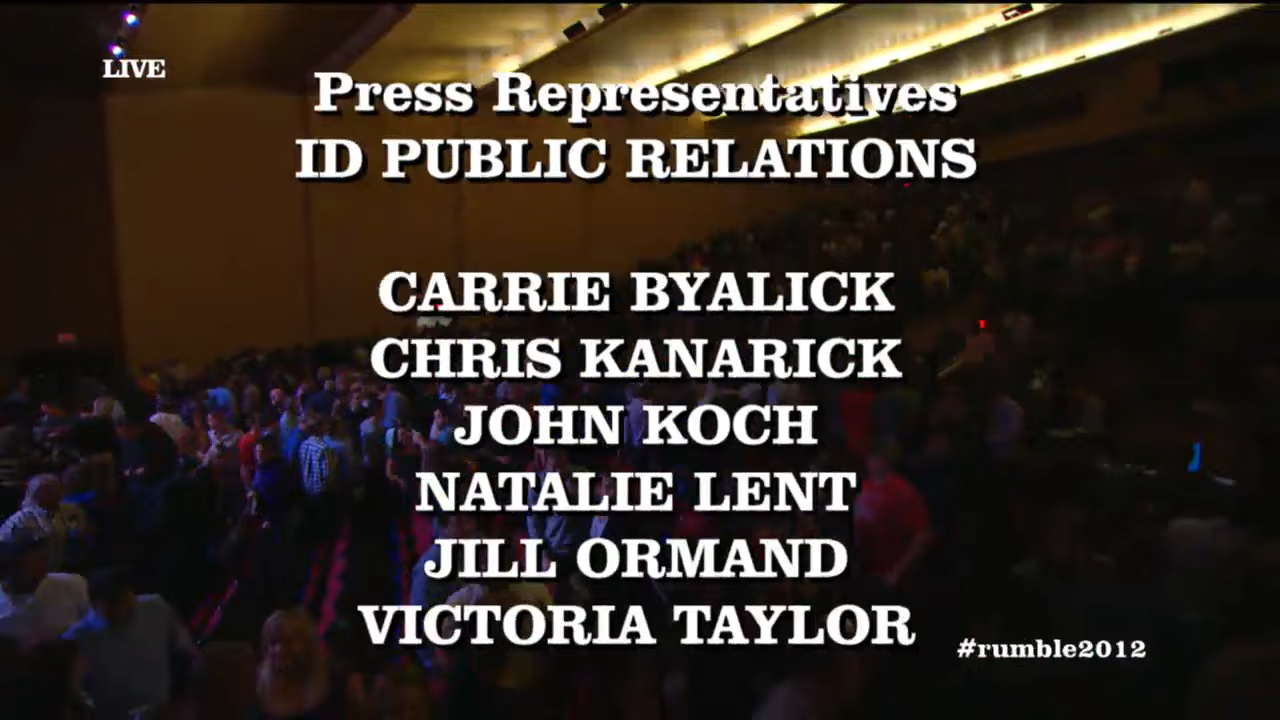 LIVE
Press Representatives
ID PUBLIC RELATIONS
CARRIE BYALICK
CHRIS KANARICK
JOHN KOCH
NATALIE LENT
JILL ORMAND
VICTORIA TAYLOR
#rumble2012